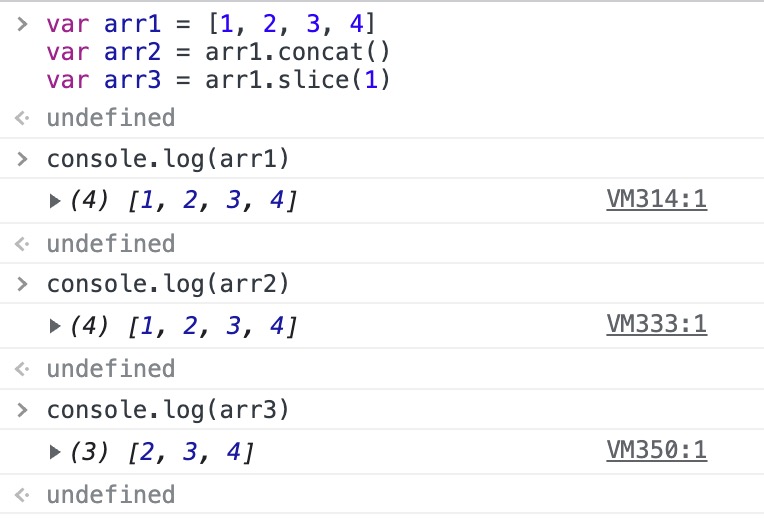 > var arr1 = [1, 2, 3, 4]
var arr2 = arr1.concat()
var arr3 = arr1.slice(1)
undefined
> console.log(arr1)
(4) [1, 2, 3, 4] VM314:1
undefined
> console.log(arr2)
(4) [1, 2, 3, 4] VM333:1
undefined
> console.log(arr3)
(3) [2, 3, 4] VM350:1
undefined